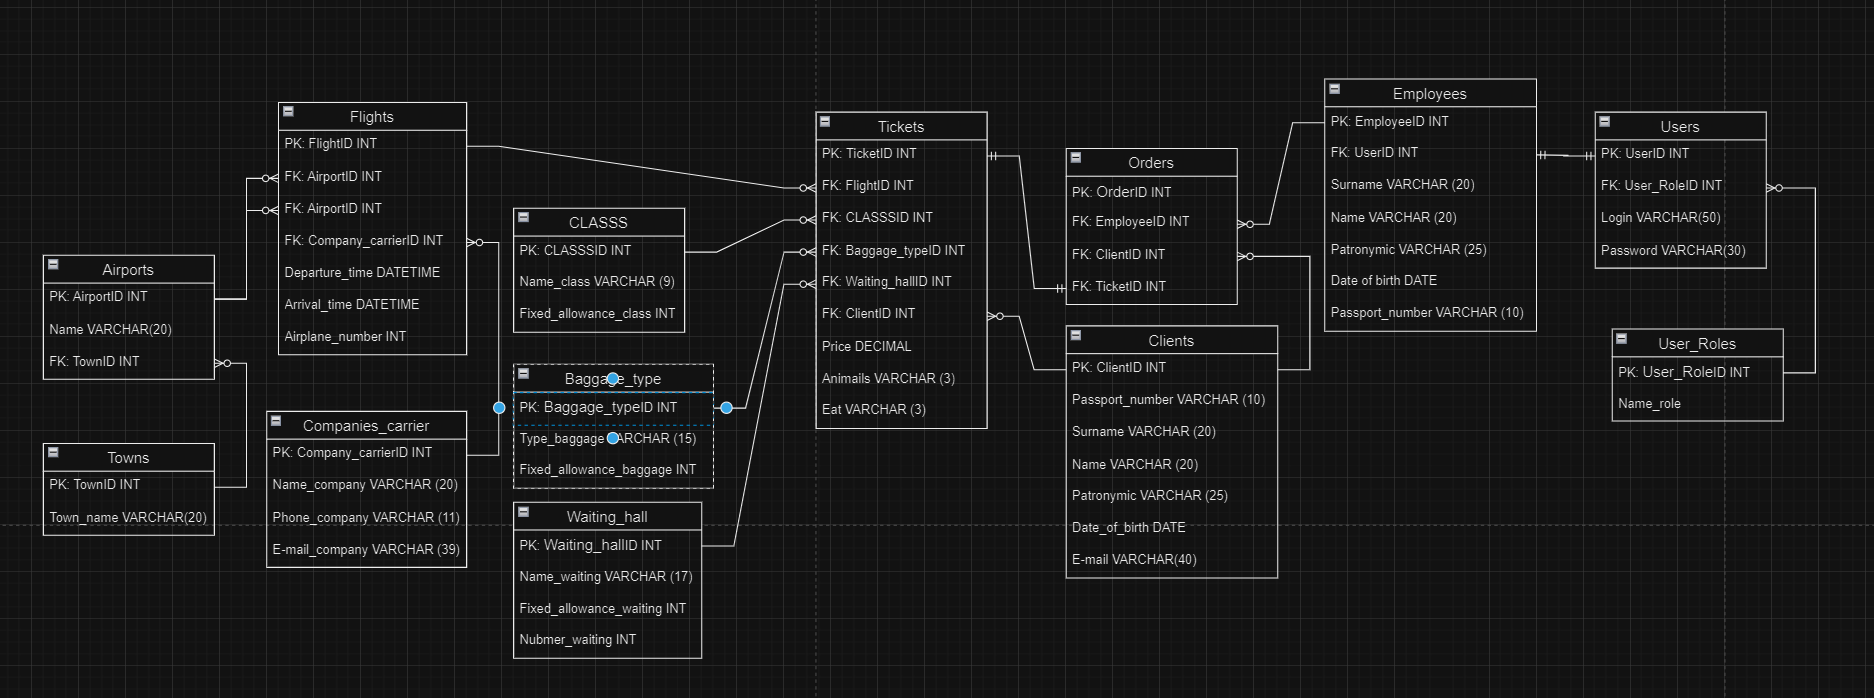 Flights
PK: FlightID INT
FK: AirportID INT
FK: AirportID INT
FK: Company_carrierID INT
Departure_time DATETIME
Arrival_time DATETIME
Airplane_number INT
Airports
PK: AirportID INT
Name VARCHAR(20)
FK: TownID INT
Towns
PK: TownID INT
Town_name VARCHAR(20)
Companies_carrier
PK: Company_carrierID INT
Name_company VARCHAR (20)
Phone_company VARCHAR (11)
E-mail_company VARCHAR (39)
CLASSS
PK: CLASSSID INT
Name_class VARCHAR (9)
Fixed_allowance_class INT
Baggage_type
PK: Baggage_typeID INT
Type_baggage VARCHAR (15)
Fixed_allowance_baggage INT
Waiting_hall
PK: Waiting_hallID INT
Name_waiting VARCHAR (17)
Fixed_allowance_waiting INT
Nubmer_waiting INT
Tickets
PK: TicketID INT
FK: FlightID INT
FK: CLASSSID INT
FK: Baggage_typeID INT
FK: Waiting_hallID INT
FK: ClientID INT
Price DECIMAL
Animails VARCHAR (3)
Eat VARCHAR (3)
Orders
PK: OrderID INT
FK: EmployeeID INT
FK: ClientID INT
FK: TicketID INT
Clients
PK: ClientID INT
Passport_number VARCHAR (10)
Surname VARCHAR (20)
Name VARCHAR (20)
Patronymic VARCHAR (25)
Date_of_birth DATE
E-mail VARCHAR(40)
Employees
PK: EmployeeID INT
FK: UserID INT
Surname VARCHAR (20)
Name VARCHAR (20)
Patronymic VARCHAR (25)
Date of birth DATE
Passport_number VARCHAR (10)
Users
PK: UserID INT
FK: User_RoleID INT
Login VARCHAR(50)
Password VARCHAR(30)
User_Roles
PK: User_RoleID INT
Name_role